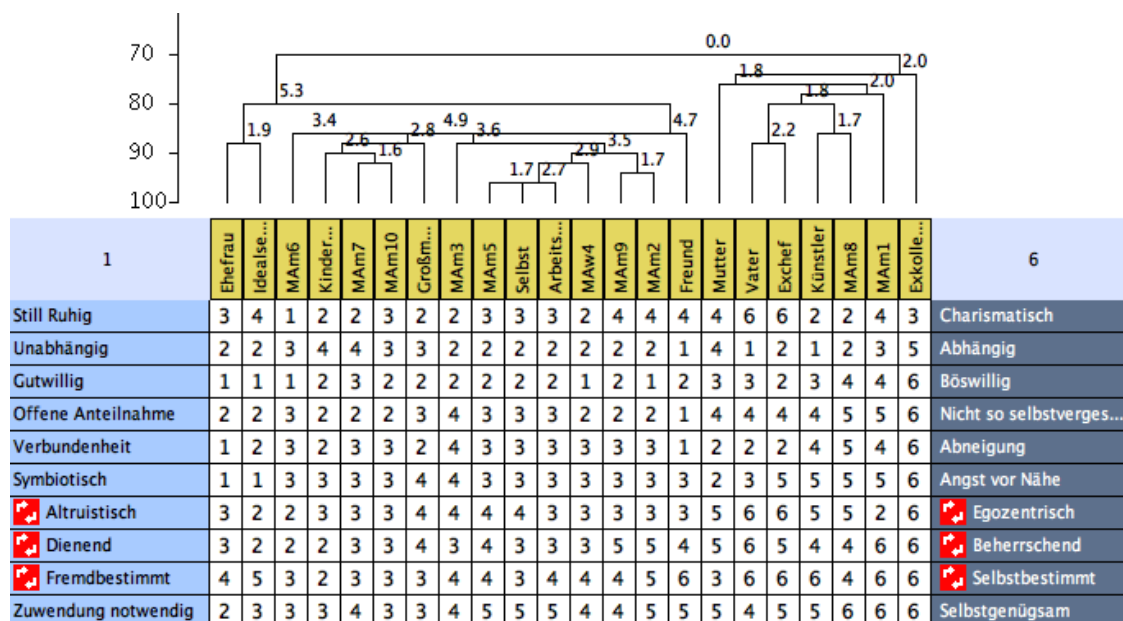 0.0
70
1.8
2.0
2.0
5.3
80
1.8
1.9
3.4
2.8
4.9
3.6
4.7
2.2
1.7
2.6
3.5
90
1.6
2.9
1.7
1.7
2.7
100
1 Ehefrau Idealse... MAm6 Kinder... MAm7 MAm10 Großm... MAm3 MAm5 Selbst Arbeits... MAw4 MAm9 MAm2 Freund Mutter Vater Exchef Künstler MAm8 MAm1 Exkolle... 6
Still Ruhig 3 4 1 2 2 3 2 2 3 3 3 2 4 4 4 4 6 6 2 2 4 3 Charismatisch
Unabhängig 2 2 3 4 4 3 3 2 2 2 2 2 2 2 1 4 1 2 1 2 3 5 Abhängig
Gutwillig 1 1 1 2 3 2 2 2 2 2 2 1 2 1 2 3 3 2 3 4 4 6 Böswillig
Offene Anteilnahme 2 2 3 2 2 2 3 4 3 3 3 2 2 2 1 4 4 4 4 5 5 6 Nicht so selbstverges...
Verbundenheit 1 2 3 2 3 3 2 4 3 3 3 3 3 3 1 2 2 2 4 5 4 6 Abneigung
Symbiotisch 1 1 3 3 3 3 4 4 3 3 3 3 3 3 3 2 3 5 5 5 5 6 Angst vor Nähe
Altruistisch 3 2 2 3 3 3 4 4 4 4 3 3 3 3 3 5 6 6 5 5 2 6 Egozentrisch
Dienend 3 2 2 2 3 3 4 3 4 3 3 3 5 5 4 5 6 5 4 4 6 6 Beherrschend
Fremdbestimmt 4 5 3 2 3 3 3 4 4 3 4 4 4 5 6 3 6 6 6 4 6 6 Selbstbestimmt
Zuwendung notwendig 2 3 3 3 4 3 3 4 5 5 5 4 4 5 5 5 4 5 5 6 6 6 Selbstgenügsam